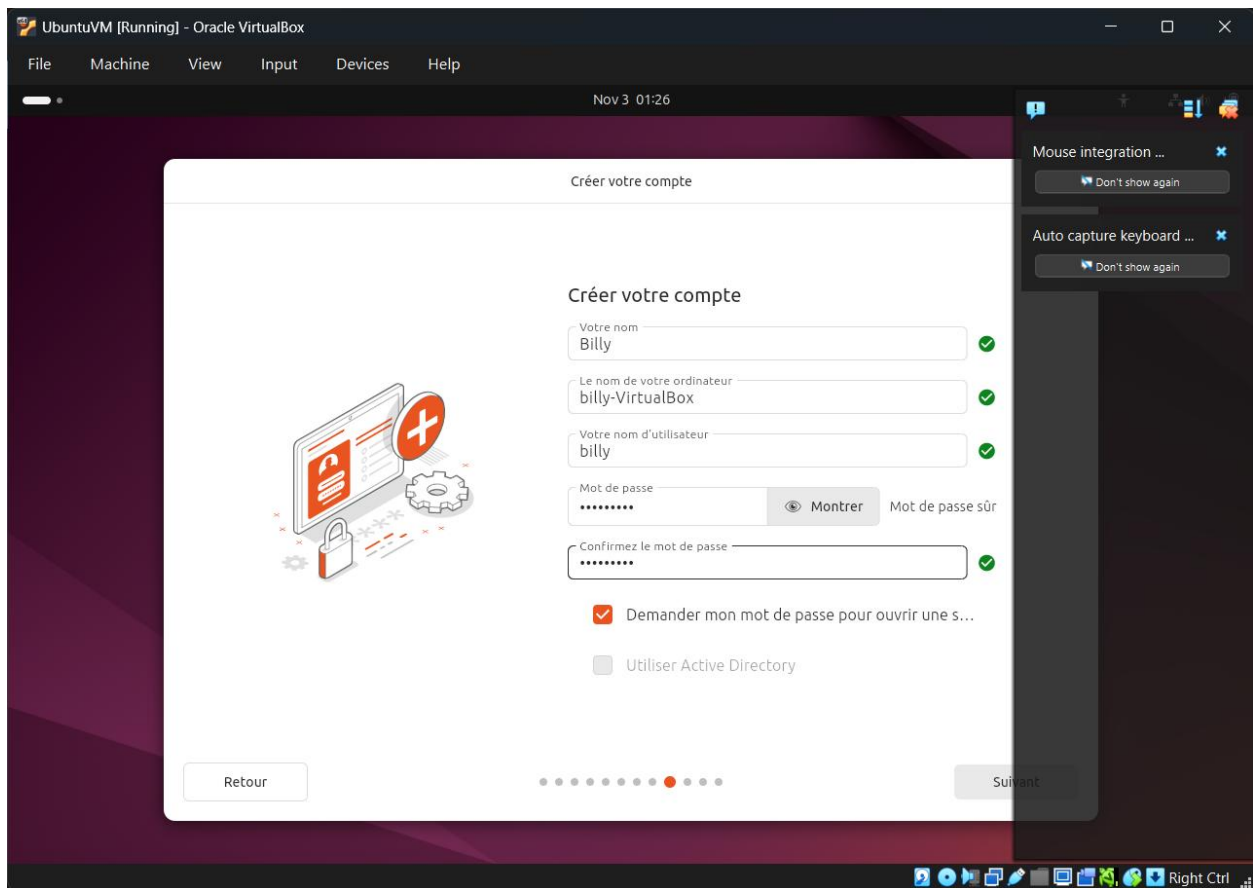 UbuntuVM [Running] - Oracle VirtualBox
File Machine View Input Devices Help
Nov 3 01:26
Mouse integration ...
Don't show again
Auto capture keyboard ...
Don't show again
Créer votre compte
Créer votre compte
Votre nom
Billy
Le nom de votre ordinateur
billy-VirtualBox
Votre nom d'utilisateur
billy
Mot de passe
•••••••••
Montrer
Mot de passe sûr
Confirmez le mot de passe
•••••••••
Demander mon mot de passe pour ouvrir une s...
Utiliser Active Directory
Retour
Suivant
Right Ctrl